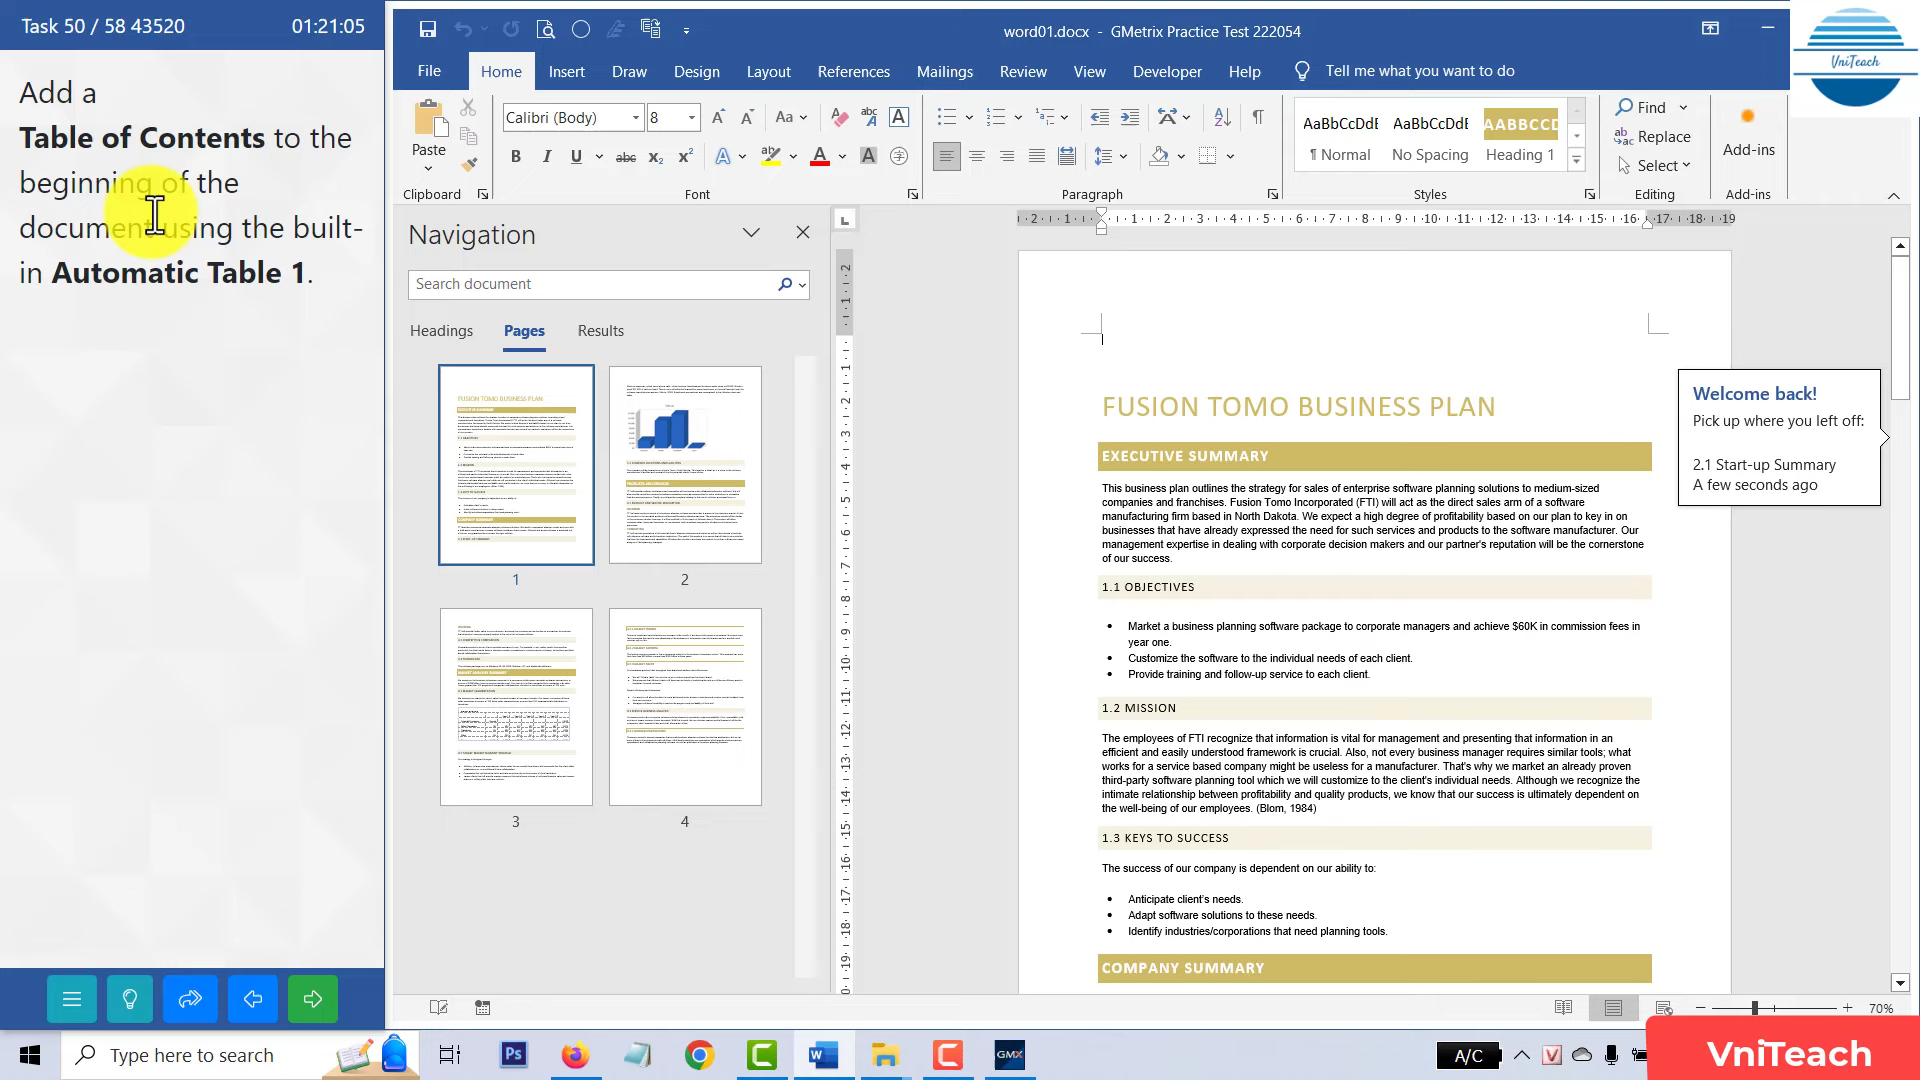 Task 50 / 58 43520
01:21:05
Add a
Table of Contents to the
beginning of the
document using the built-
in Automatic Table 1.
word01.docx - GMetrix Practice Test 222054
File
Home
Insert
Draw
Design
Layout
References
Mailings
Review
View
Developer
Help
Tell me what you want to do
Paste
Clipboard
Calibri (Body)
8
Font
Paragraph
AaBbCcDdE
AaBbCcDdE
AABBCCD
¶ Normal
No Spacing
Heading 1
Styles
Find
Replace
Select
Editing
Add-ins
Add-ins
VniTeach
Navigation
Search document
Headings
Pages
Results
1
2
3
4
FUSION TOMO BUSINESS PLAN
EXECUTIVE SUMMARY
This business plan outlines the strategy for sales of enterprise software planning solutions to medium-sized
companies and franchises. Fusion Tomo Incorporated (FTI) will act as the direct sales arm of a software
manufacturing firm based in North Dakota. We expect a high degree of profitability based on our plan to key in on
businesses that have already expressed the need for such services and products to the software manufacturer. Our
management expertise in dealing with corporate decision makers and our partner's reputation will be the cornerstone
of our success.
1.1 OBJECTIVES
• Market a business planning software package to corporate managers and achieve $60K in commission fees in
year one.
• Customize the software to the individual needs of each client.
• Provide training and follow-up service to each client.
1.2 MISSION
The employees of FTI recognize that information is vital for management and presenting that information in an
efficient and easily understood framework is crucial. Also, not every business manager requires similar tools; what
works for a service based company might be useless for a manufacturer. That's why we market an already proven
third-party software planning tool which we will customize to the client's individual needs. Although we recognize the
intimate relationship between profitability and quality products, we know that our success is ultimately dependent on
the well-being of our employees. (Blom, 1984)
1.3 KEYS TO SUCCESS
The success of our company is dependent on our ability to:
• Anticipate client's needs.
• Adapt software solutions to these needs.
• Identify industries/corporations that need planning tools.
COMPANY SUMMARY
Welcome back!
Pick up where you left off:
2.1 Start-up Summary
A few seconds ago
70%
Type here to search
A/C
VniTeach